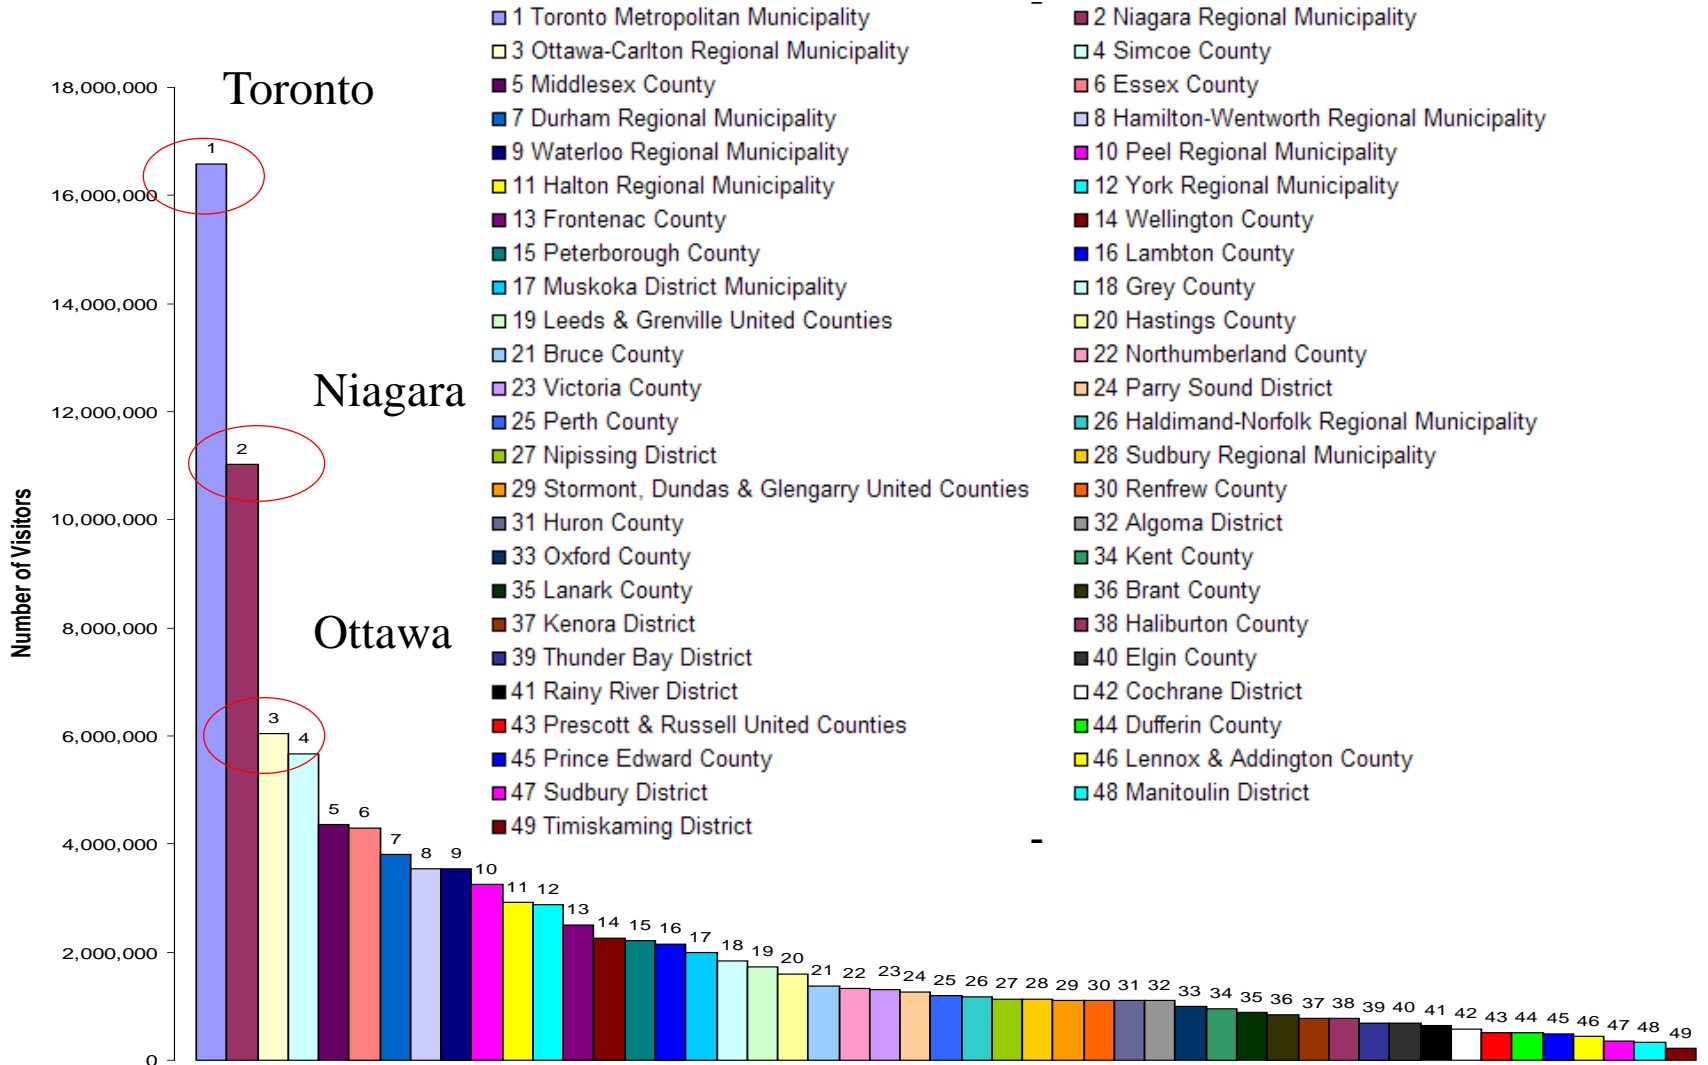 1 Toronto Metropolitan Municipality
2 Niagara Regional Municipality
3 Ottawa-Carlton Regional Municipality
4 Simcoe County
5 Middlesex County
6 Essex County
7 Durham Regional Municipality
8 Hamilton-Wentworth Regional Municipality
9 Waterloo Regional Municipality
10 Peel Regional Municipality
11 Halton Regional Municipality
12 York Regional Municipality
13 Frontenac County
14 Wellington County
15 Peterborough County
16 Lambton County
17 Muskoka District Municipality
18 Grey County
19 Leeds & Grenville United Counties
20 Hastings County
21 Bruce County
22 Northumberland County
23 Victoria County
24 Parry Sound District
25 Perth County
26 Haldimand-Norfolk Regional Municipality
27 Nipissing District
28 Sudbury Regional Municipality
29 Stormont, Dundas & Glengarry United Counties
30 Renfrew County
31 Huron County
32 Algoma District
33 Oxford County
34 Kent County
35 Lanark County
36 Brant County
37 Kenora District
38 Haliburton County
39 Thunder Bay District
40 Elgin County
41 Rainy River District
42 Cochrane District
43 Prescott & Russell United Counties
44 Dufferin County
45 Prince Edward County
46 Lennox & Addington County
47 Sudbury District
48 Manitoulin District
49 Timiskaming District
Toronto
Niagara
Ottawa
Number of Visitors
18,000,000
16,000,000
14,000,000
12,000,000
10,000,000
8,000,000
6,000,000
4,000,000
2,000,000
0
1
2
3
4
5
6
7
8
9
10
11
12
13
14
15
16
17
18
19
20
21
22
23
24
25
26
27
28
29
30
31
32
33
34
35
36
37
38
39
40
41
42
43
44
45
46
47
48
49